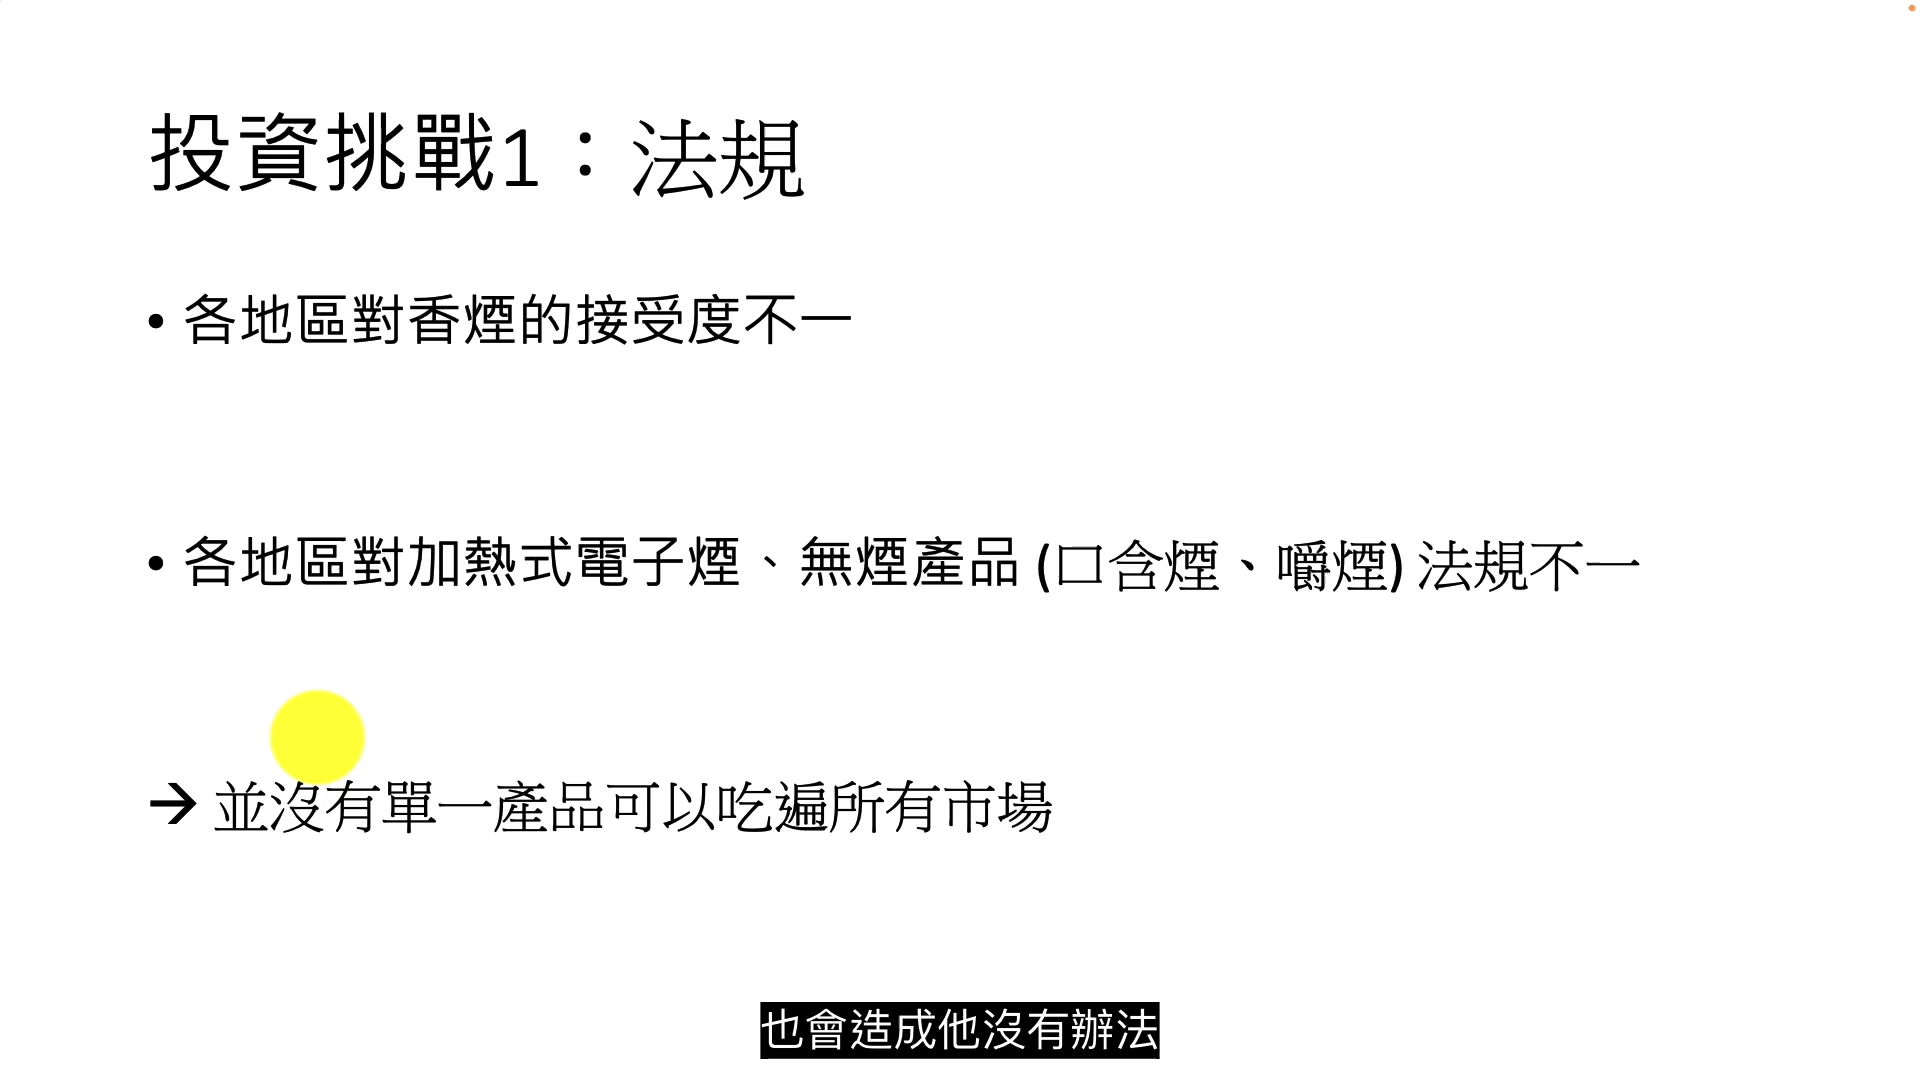 投資挑戰1：法規
• 各地區對香煙的接受度不一
• 各地區對加熱式電子煙、無煙產品 (口含煙、嚼煙) 法規不一
→ 並沒有單一產品可以吃遍所有市場
也會造成他沒有辦法